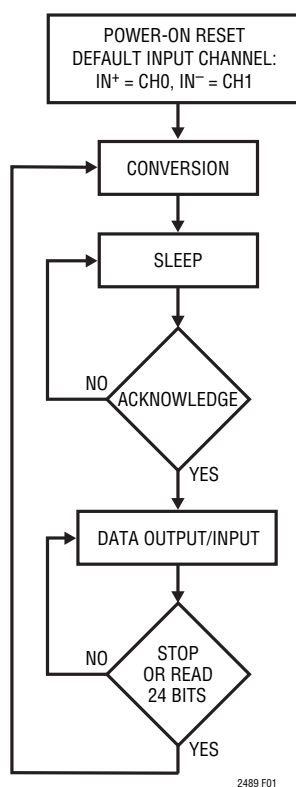 POWER-ON RESET
DEFAULT INPUT CHANNEL:
IN+ = CH0, IN– = CH1
CONVERSION
SLEEP
NO
ACKNOWLEDGE
YES
DATA OUTPUT/INPUT
NO
STOP
OR READ
24 BITS
YES
2489 F01